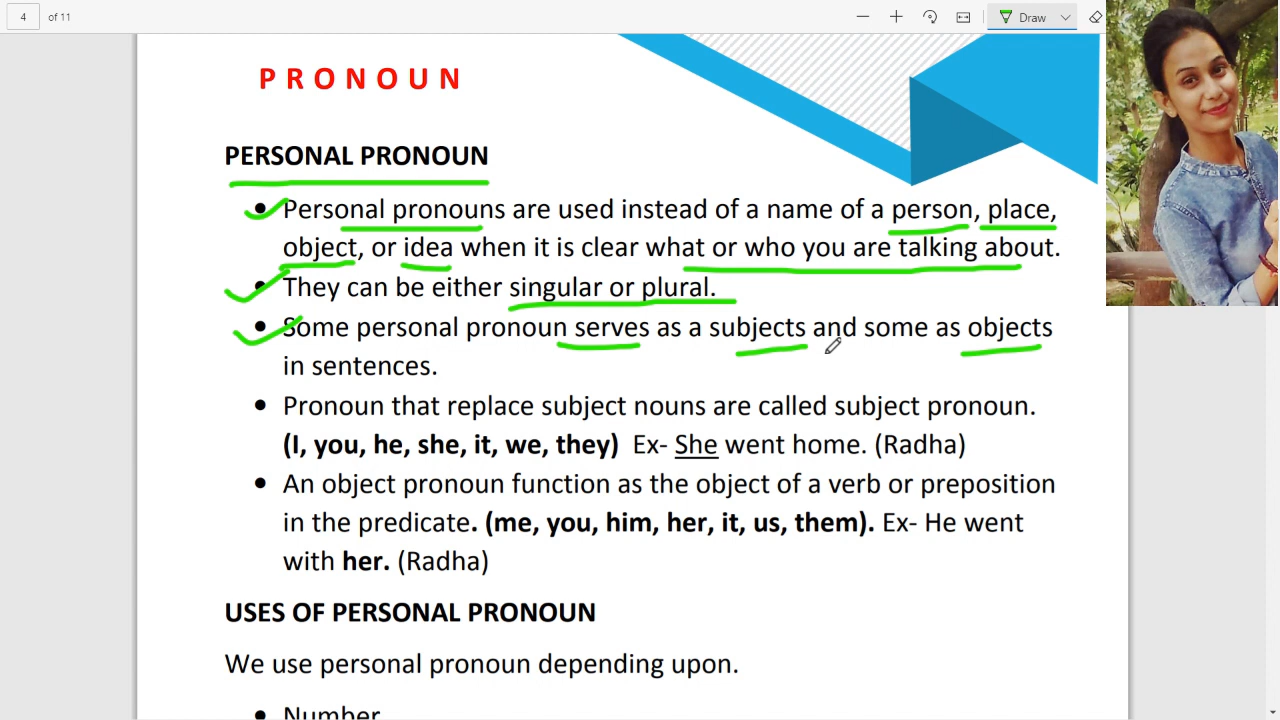 4 of 11
Draw
PRONOUN
PERSONAL PRONOUN
• Personal pronouns are used instead of a name of a person, place,
object, or idea when it is clear what or who you are talking about.
• They can be either singular or plural.
• Some personal pronoun serves as a subjects and some as objects
in sentences.
• Pronoun that replace subject nouns are called subject pronoun.
(I, you, he, she, it, we, they) Ex- She went home. (Radha)
• An object pronoun function as the object of a verb or preposition
in the predicate. (me, you, him, her, it, us, them). Ex- He went
with her. (Radha)
USES OF PERSONAL PRONOUN
We use personal pronoun depending upon.
• Number